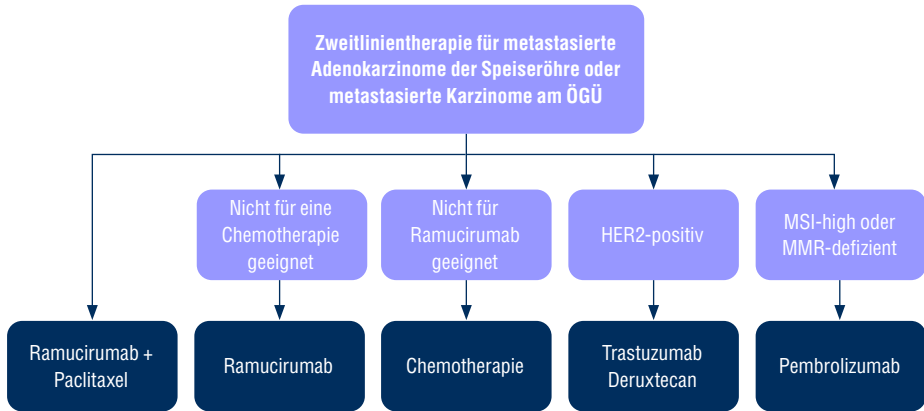 Zweitlinientherapie für metastasierte
Adenokarzinome der Speiseröhre oder
metastasierte Karzinome am ÖGÜ
Nicht für eine
Chemotherapie
geeignet
Nicht für
Ramucirumab
geeignet
HER2-positiv
MSI-high oder
MMR-defizient
Ramucirumab +
Paclitaxel
Ramucirumab
Chemotherapie
Trastuzumab
Deruxtecan
Pembrolizumab